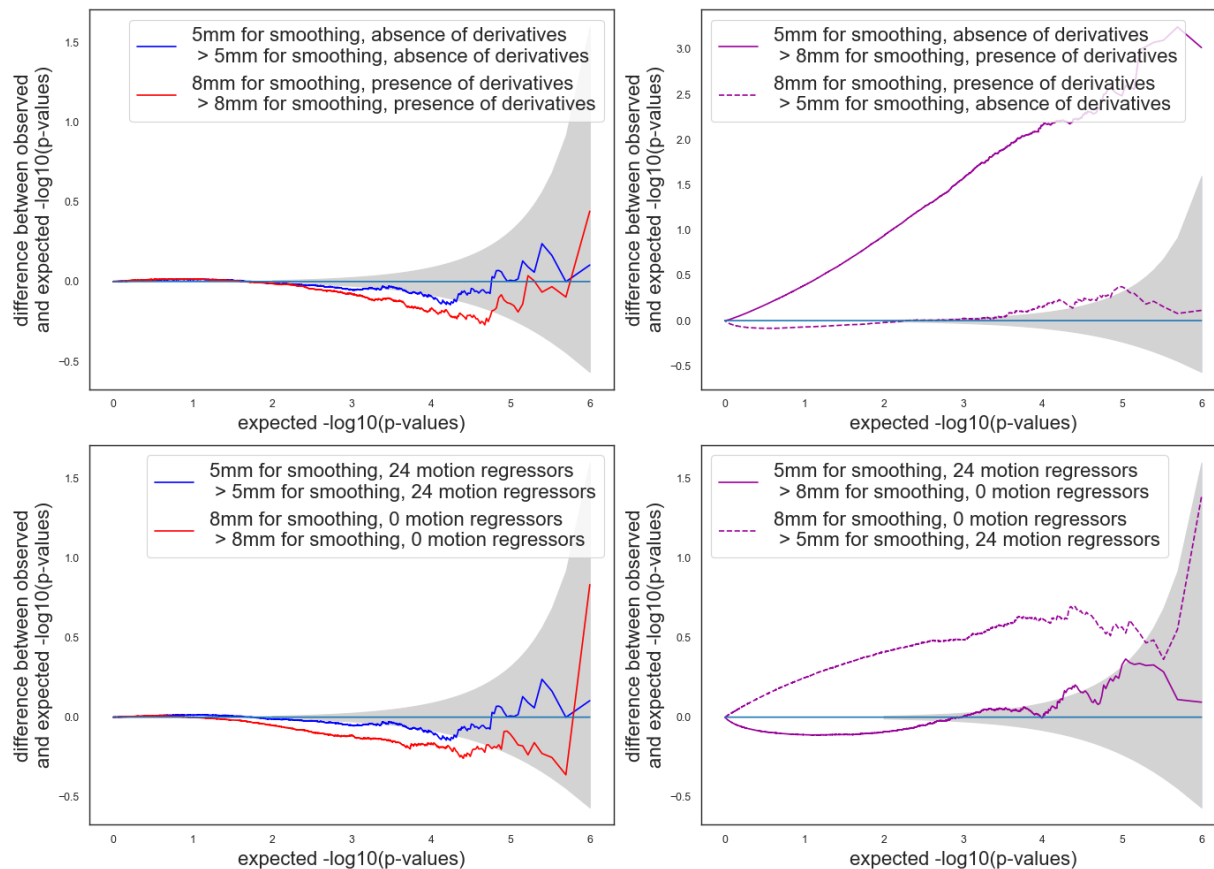 5mm for smoothing, absence of derivatives
> 5mm for smoothing, absence of derivatives
8mm for smoothing, presence of derivatives
> 8mm for smoothing, presence of derivatives
difference between observed
and expected -log10(p-values)
1.5
1.0
0.5
0.0
−0.5
0 1 2 3 4 5 6
expected -log10(p-values)
5mm for smoothing, absence of derivatives
> 8mm for smoothing, presence of derivatives
8mm for smoothing, presence of derivatives
> 5mm for smoothing, absence of derivatives
difference between observed
and expected -log10(p-values)
3.0
2.5
2.0
1.5
1.0
0.5
0.0
−0.5
0 1 2 3 4 5 6
expected -log10(p-values)
5mm for smoothing, 24 motion regressors
> 5mm for smoothing, 24 motion regressors
8mm for smoothing, 0 motion regressors
> 8mm for smoothing, 0 motion regressors
difference between observed
and expected -log10(p-values)
1.5
1.0
0.5
0.0
−0.5
0 1 2 3 4 5 6
expected -log10(p-values)
5mm for smoothing, 24 motion regressors
> 8mm for smoothing, 0 motion regressors
8mm for smoothing, 0 motion regressors
> 5mm for smoothing, 24 motion regressors
difference between observed
and expected -log10(p-values)
1.5
1.0
0.5
0.0
−0.5
0 1 2 3 4 5 6
expected -log10(p-values)